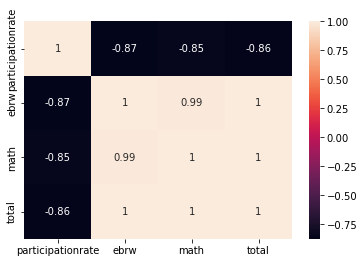 participationrate
1 -0.87 -0.85 -0.86
ebrw
-0.87 1 0.99 1
math
-0.85 0.99 1 1
total
-0.86 1 1 1
participationrate ebrw math total
1.00
0.75
0.50
0.25
0.00
−0.25
−0.50
−0.75